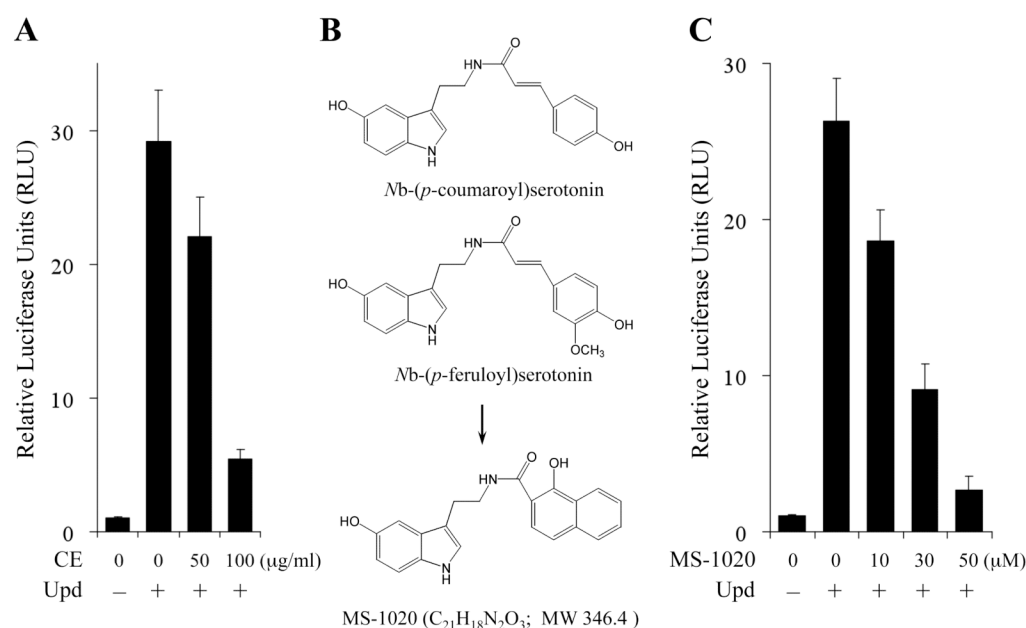 A
Relative Luciferase Units (RLU)
30
20
10
0
CE 0 0 50 100 (µg/ml)
Upd – + + +
B
O
HN
HO
N
H
OH
Nb-(p-coumaroyl)serotonin
O
HN
HO
N
H
OH
OCH₃
Nb-(p-feruloyl)serotonin
O
OH
HN
HO
N
H
MS-1020 (C₂₁H₁₈N₂O₃; MW 346.4 )
C
Relative Luciferase Units (RLU)
30
20
10
0
MS-1020 0 0 10 30 50 (µM)
Upd – + + + +